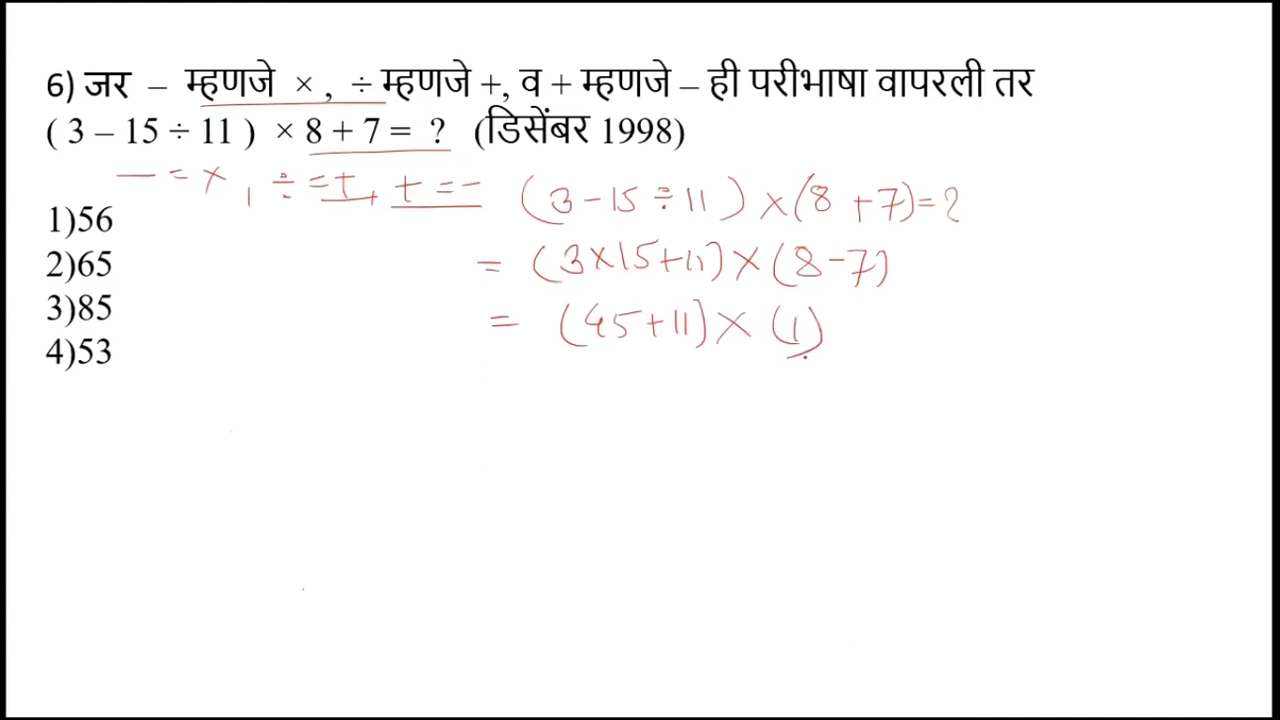 6) जर – म्हणजे × , ÷ म्हणजे +, व + म्हणजे – ही परीभाषा वापरली तर
( 3 – 15 ÷ 11 ) × 8 + 7 = ? (डिसेंबर 1998)
— = × , ÷ = +, + = -
(3 - 15 ÷ 11) × (8 + 7) = ?
= (3 × 15 + 11) × (8 - 7)
= (45 + 11) × (1)
1)56
2)65
3)85
4)53